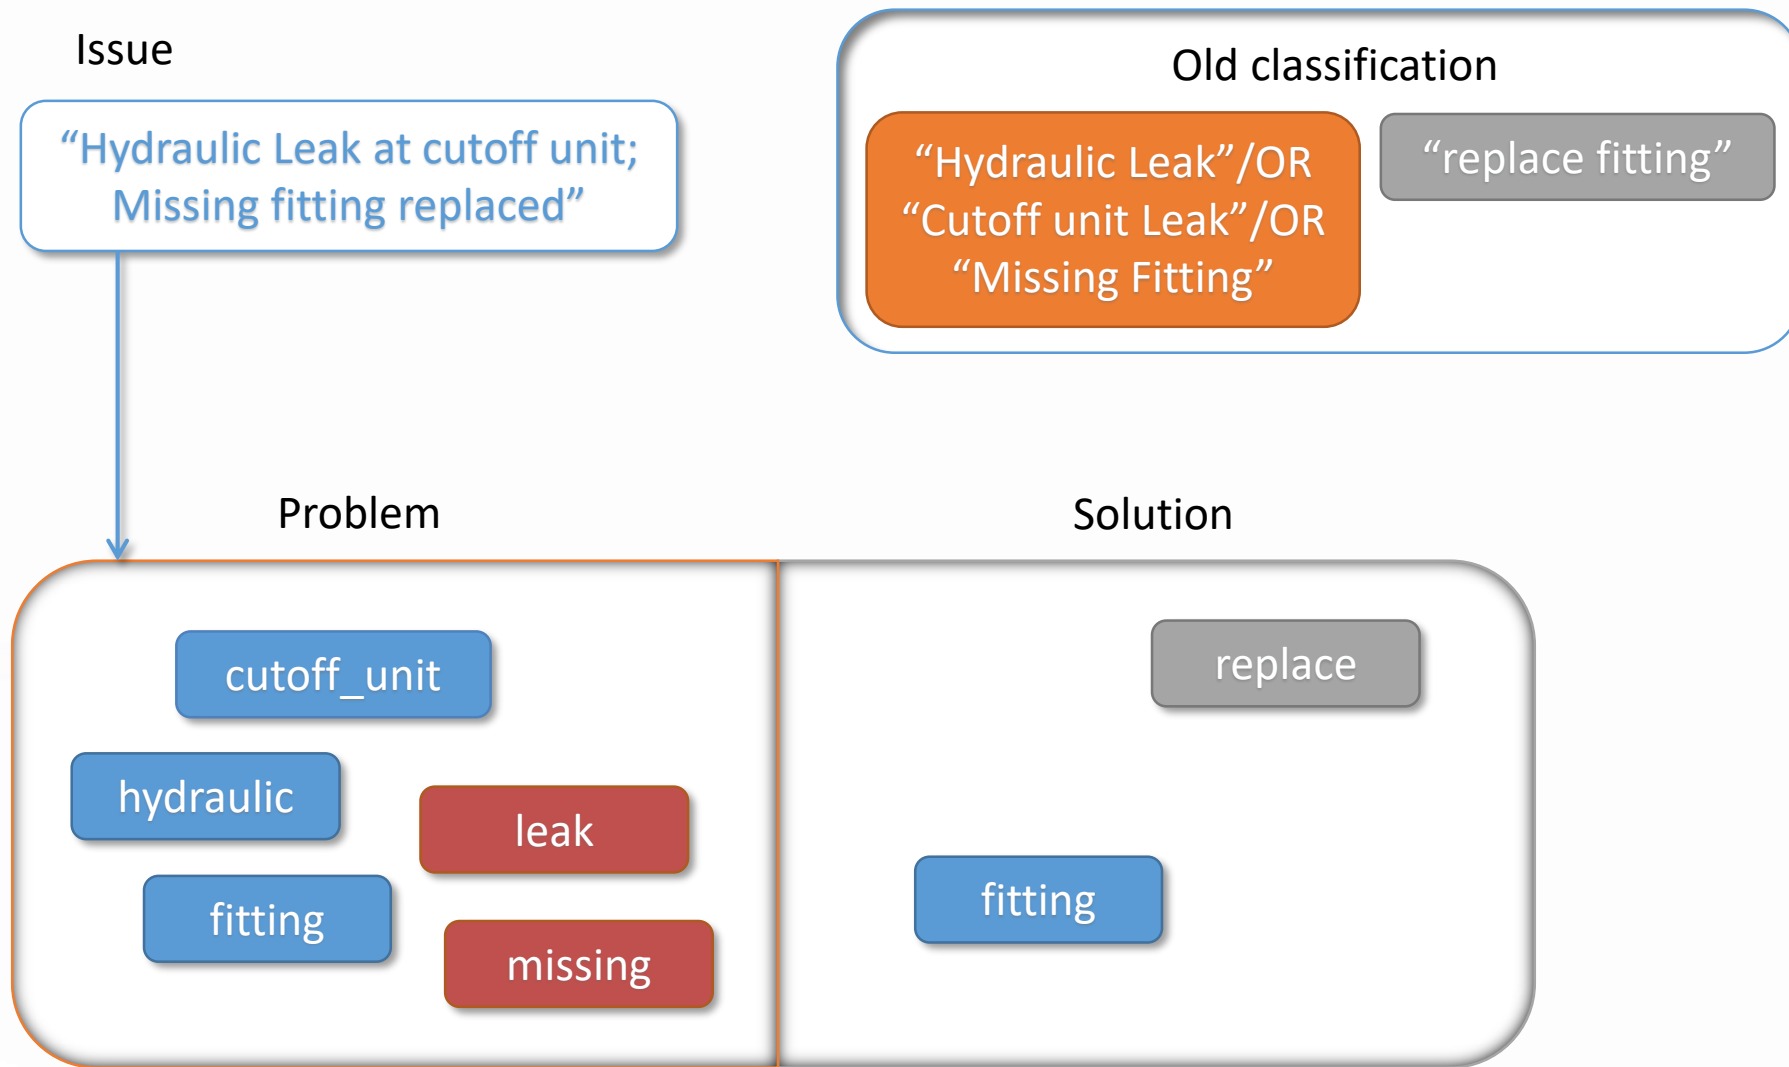 Issue
“Hydraulic Leak at cutoff unit;
Missing fitting replaced”
Old classification
“Hydraulic Leak”/OR
“Cutoff unit Leak”/OR
“Missing Fitting”
“replace fitting”
Problem
cutoff_unit
hydraulic
leak
fitting
missing
Solution
replace
fitting